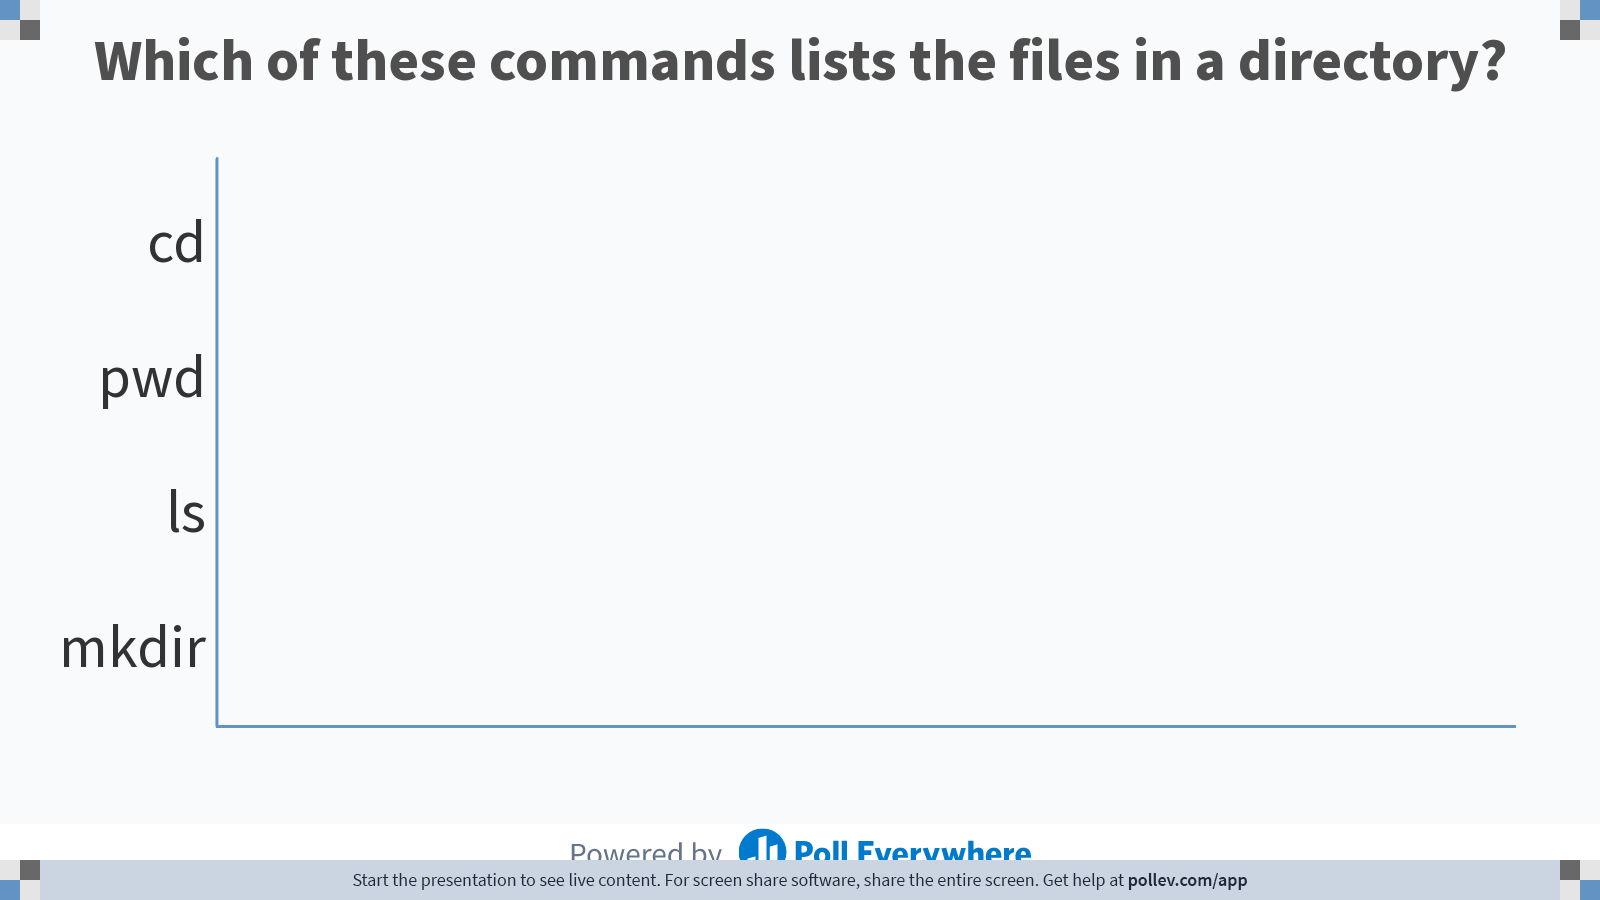 Which of these commands lists the files in a directory?
cd
pwd
ls
mkdir
Powered by Poll Everywhere
Start the presentation to see live content. For screen share software, share the entire screen. Get help at pollev.com/app